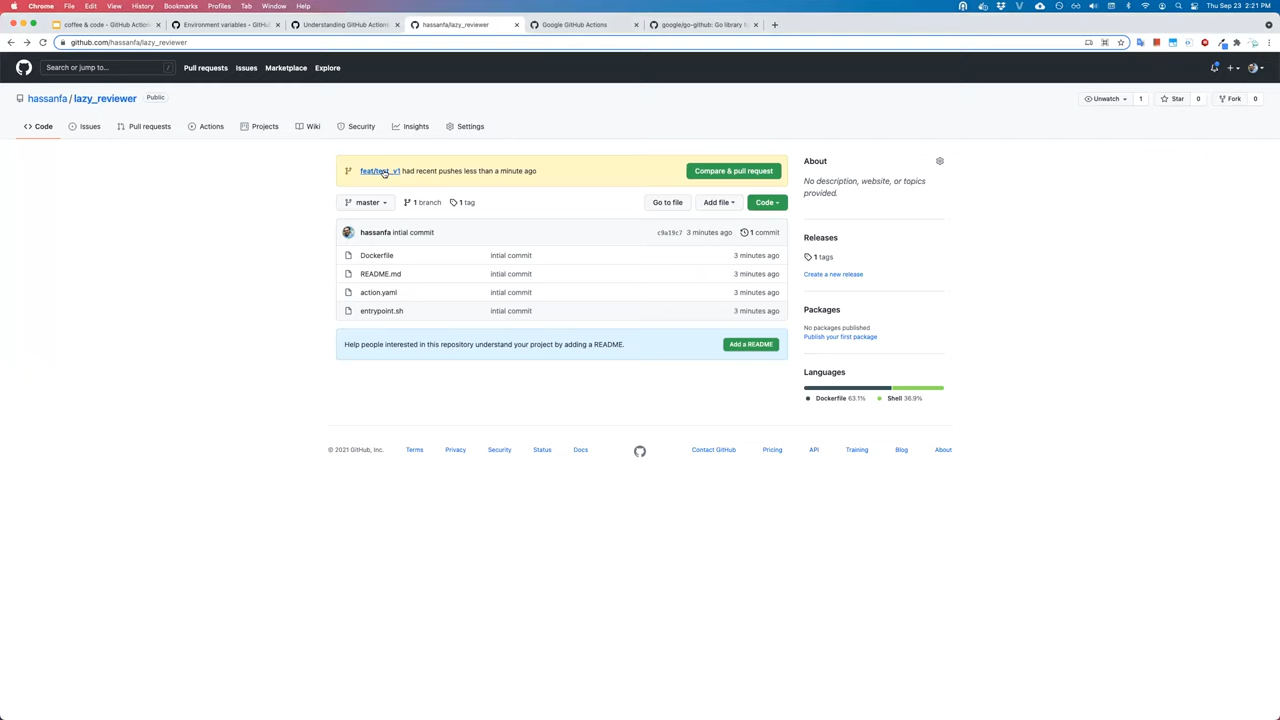 Chrome File Edit View History Bookmarks Profiles Tab Window Help
Thu Sep 23 2:21 PM
coffee & code - GitHub Action
Environment variables - GitHub
Understanding GitHub Actions
hassanfa/lazy_reviewer
Google GitHub Actions
google/go-github: Go library f
github.com/hassanfa/lazy_reviewer
Search or jump to... /
Pull requests Issues Marketplace Explore
hassanfa / lazy_reviewer Public
Unwatch 1 Star 0 Fork 0
Code Issues Pull requests Actions Projects Wiki Security Insights Settings
feat/test_v1 had recent pushes less than a minute ago Compare & pull request
master 1 branch 1 tag Go to file Add file Code
hassanfa intial commit c9a19c7 3 minutes ago 1 commit
Dockerfile intial commit 3 minutes ago
README.md intial commit 3 minutes ago
action.yaml intial commit 3 minutes ago
entrypoint.sh intial commit 3 minutes ago
Help people interested in this repository understand your project by adding a README. Add a README
About
No description, website, or topics
provided.
Releases
1 tags
Create a new release
Packages
No packages published
Publish your first package
Languages
Dockerfile 63.1% Shell 36.9%
© 2021 GitHub, Inc. Terms Privacy Security Status Docs Contact GitHub Pricing API Training Blog About